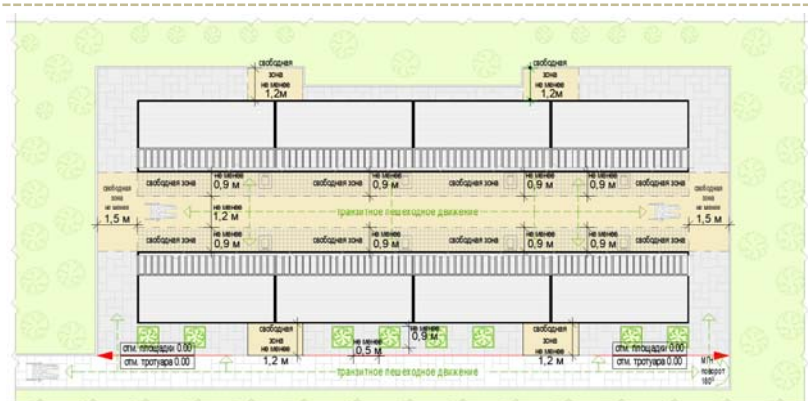 свободная
зона
не менее
1,2м
свободная
зона
не менее
1,2м
не менее
0,9 м
не менее
0,9 м
не менее
0,9 м
не менее
0,9 м
свободная зона
свободная зона
свободная зона
свободная зона
свободная
зона
не менее
1,5 м
не менее
1,2 м
транзитное пешеходное движение
свободная
зона
не менее
1,5 м
не менее
0,9 м
не менее
0,9 м
не менее
0,9 м
не менее
0,9 м
свободная зона
свободная зона
свободная зона
свободная зона
свободная
зона
не менее
1,2 м
не менее
0,5 м
не менее
0,9 м
свободная
зона
не менее
1,2 м
отм. площадки 0.00
отм. тротуара 0.00
отм. площадки 0.00
отм. тротуара 0.00
транзитное пешеходное движение
МГН
поворот
180°